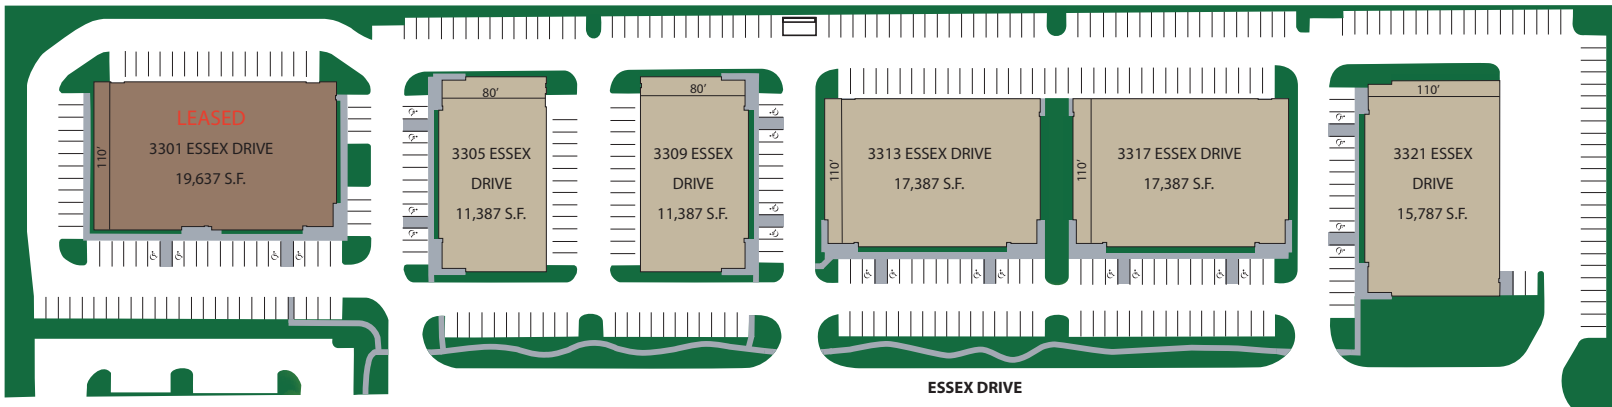 LEASED
3301 ESSEX DRIVE
19,637 S.F.
110’
80’
3305 ESSEX
DRIVE
11,387 S.F.
80’
3309 ESSEX
DRIVE
11,387 S.F.
3313 ESSEX DRIVE
17,387 S.F.
110’
3317 ESSEX DRIVE
17,387 S.F.
110’
110’
3321 ESSEX
DRIVE
15,787 S.F.
ESSEX DRIVE